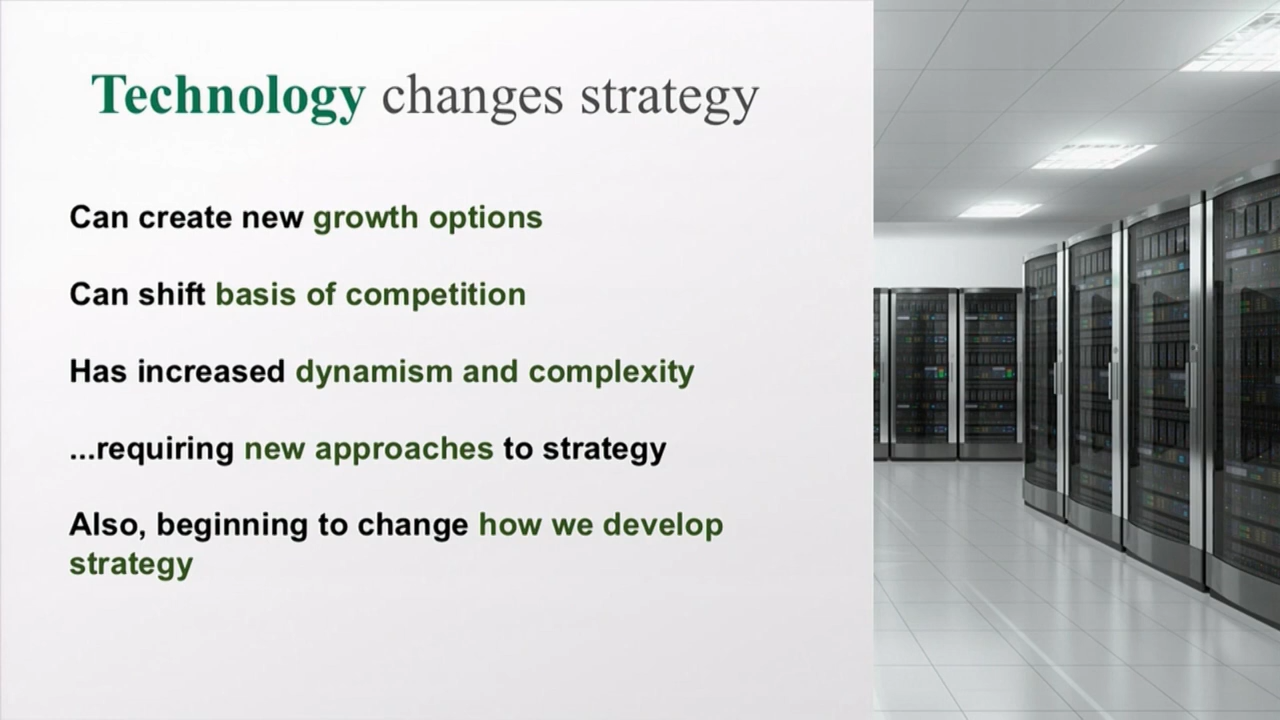 Technology changes strategy
Can create new growth options
Can shift basis of competition
Has increased dynamism and complexity
...requiring new approaches to strategy
Also, beginning to change how we develop
strategy